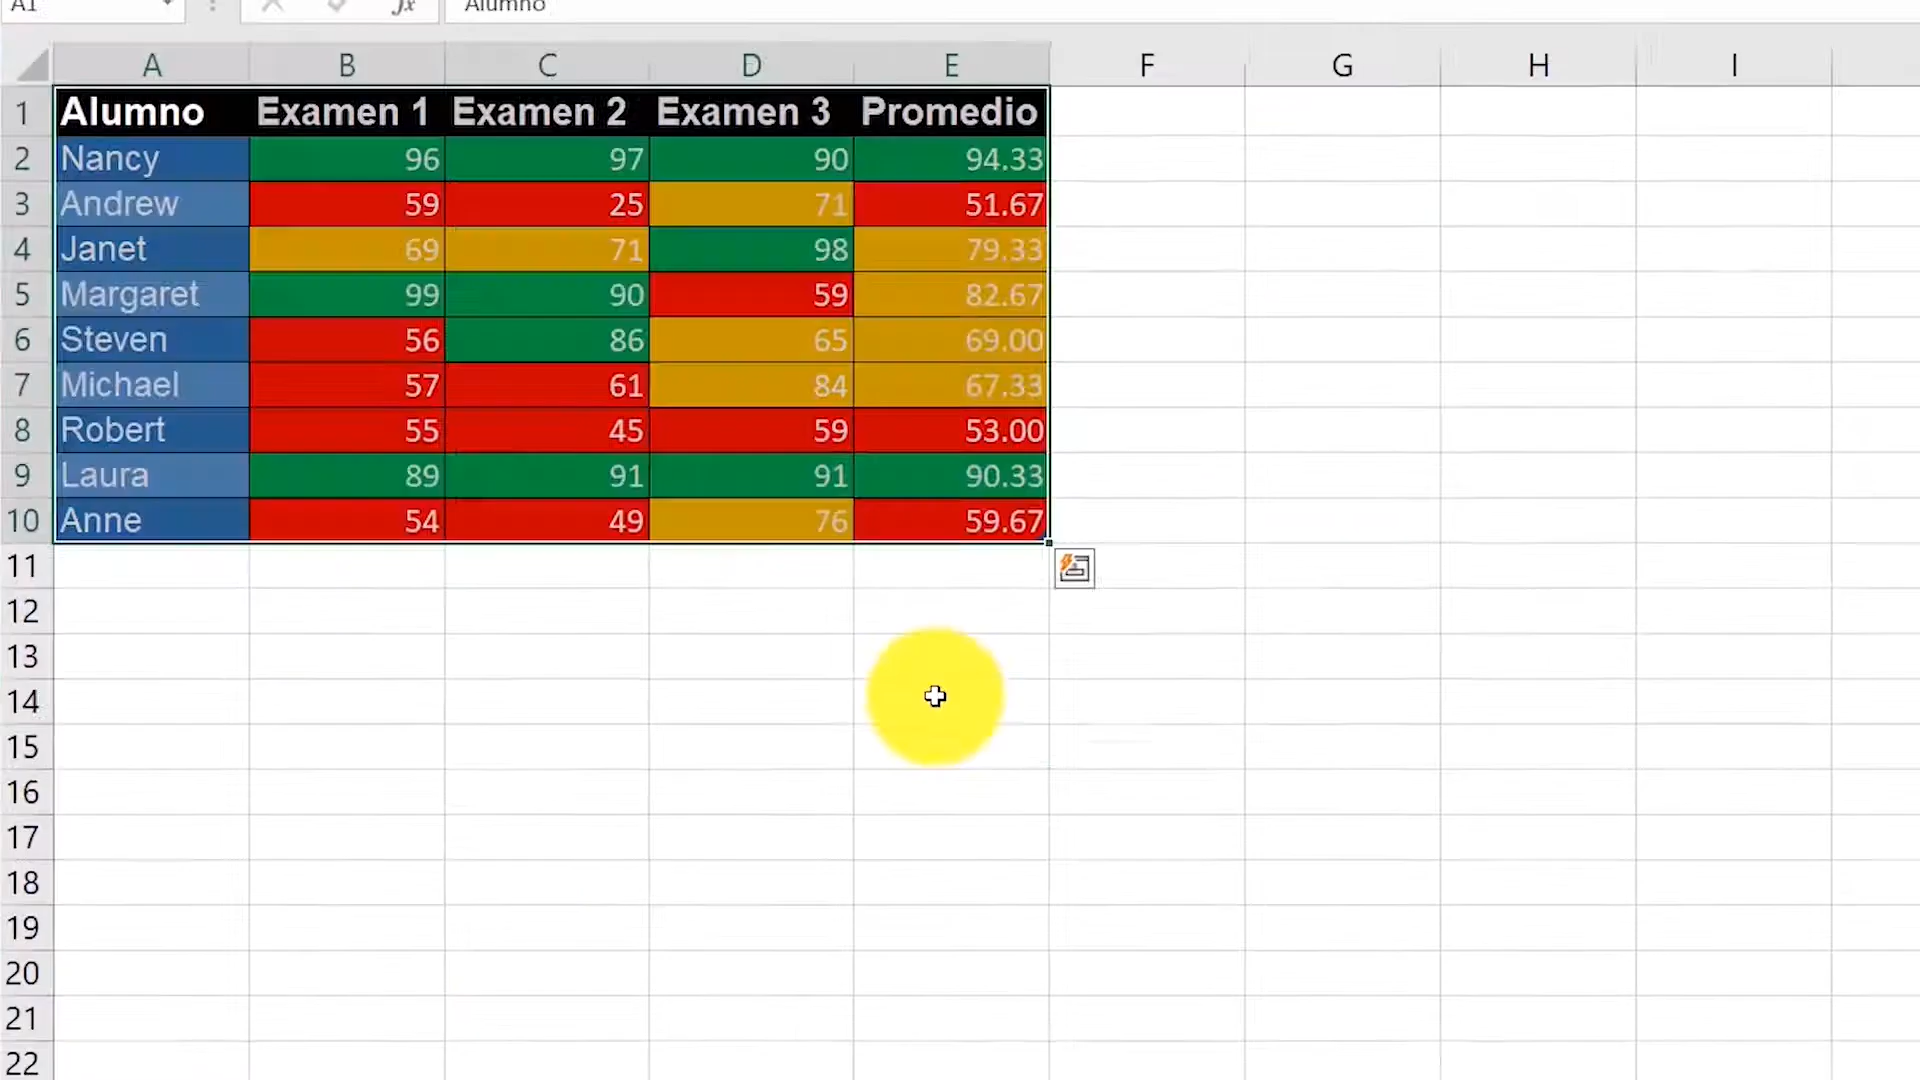 A1 fx Alumno
A B C D E F G H I
1 Alumno Examen 1 Examen 2 Examen 3 Promedio
2 Nancy 96 97 90 94.33
3 Andrew 59 25 71 51.67
4 Janet 69 71 98 79.33
5 Margaret 99 90 59 82.67
6 Steven 56 86 65 69.00
7 Michael 57 61 84 67.33
8 Robert 55 45 59 53.00
9 Laura 89 91 91 90.33
10 Anne 54 49 76 59.67
11
12
13
14
15
16
17
18
19
20
21
22